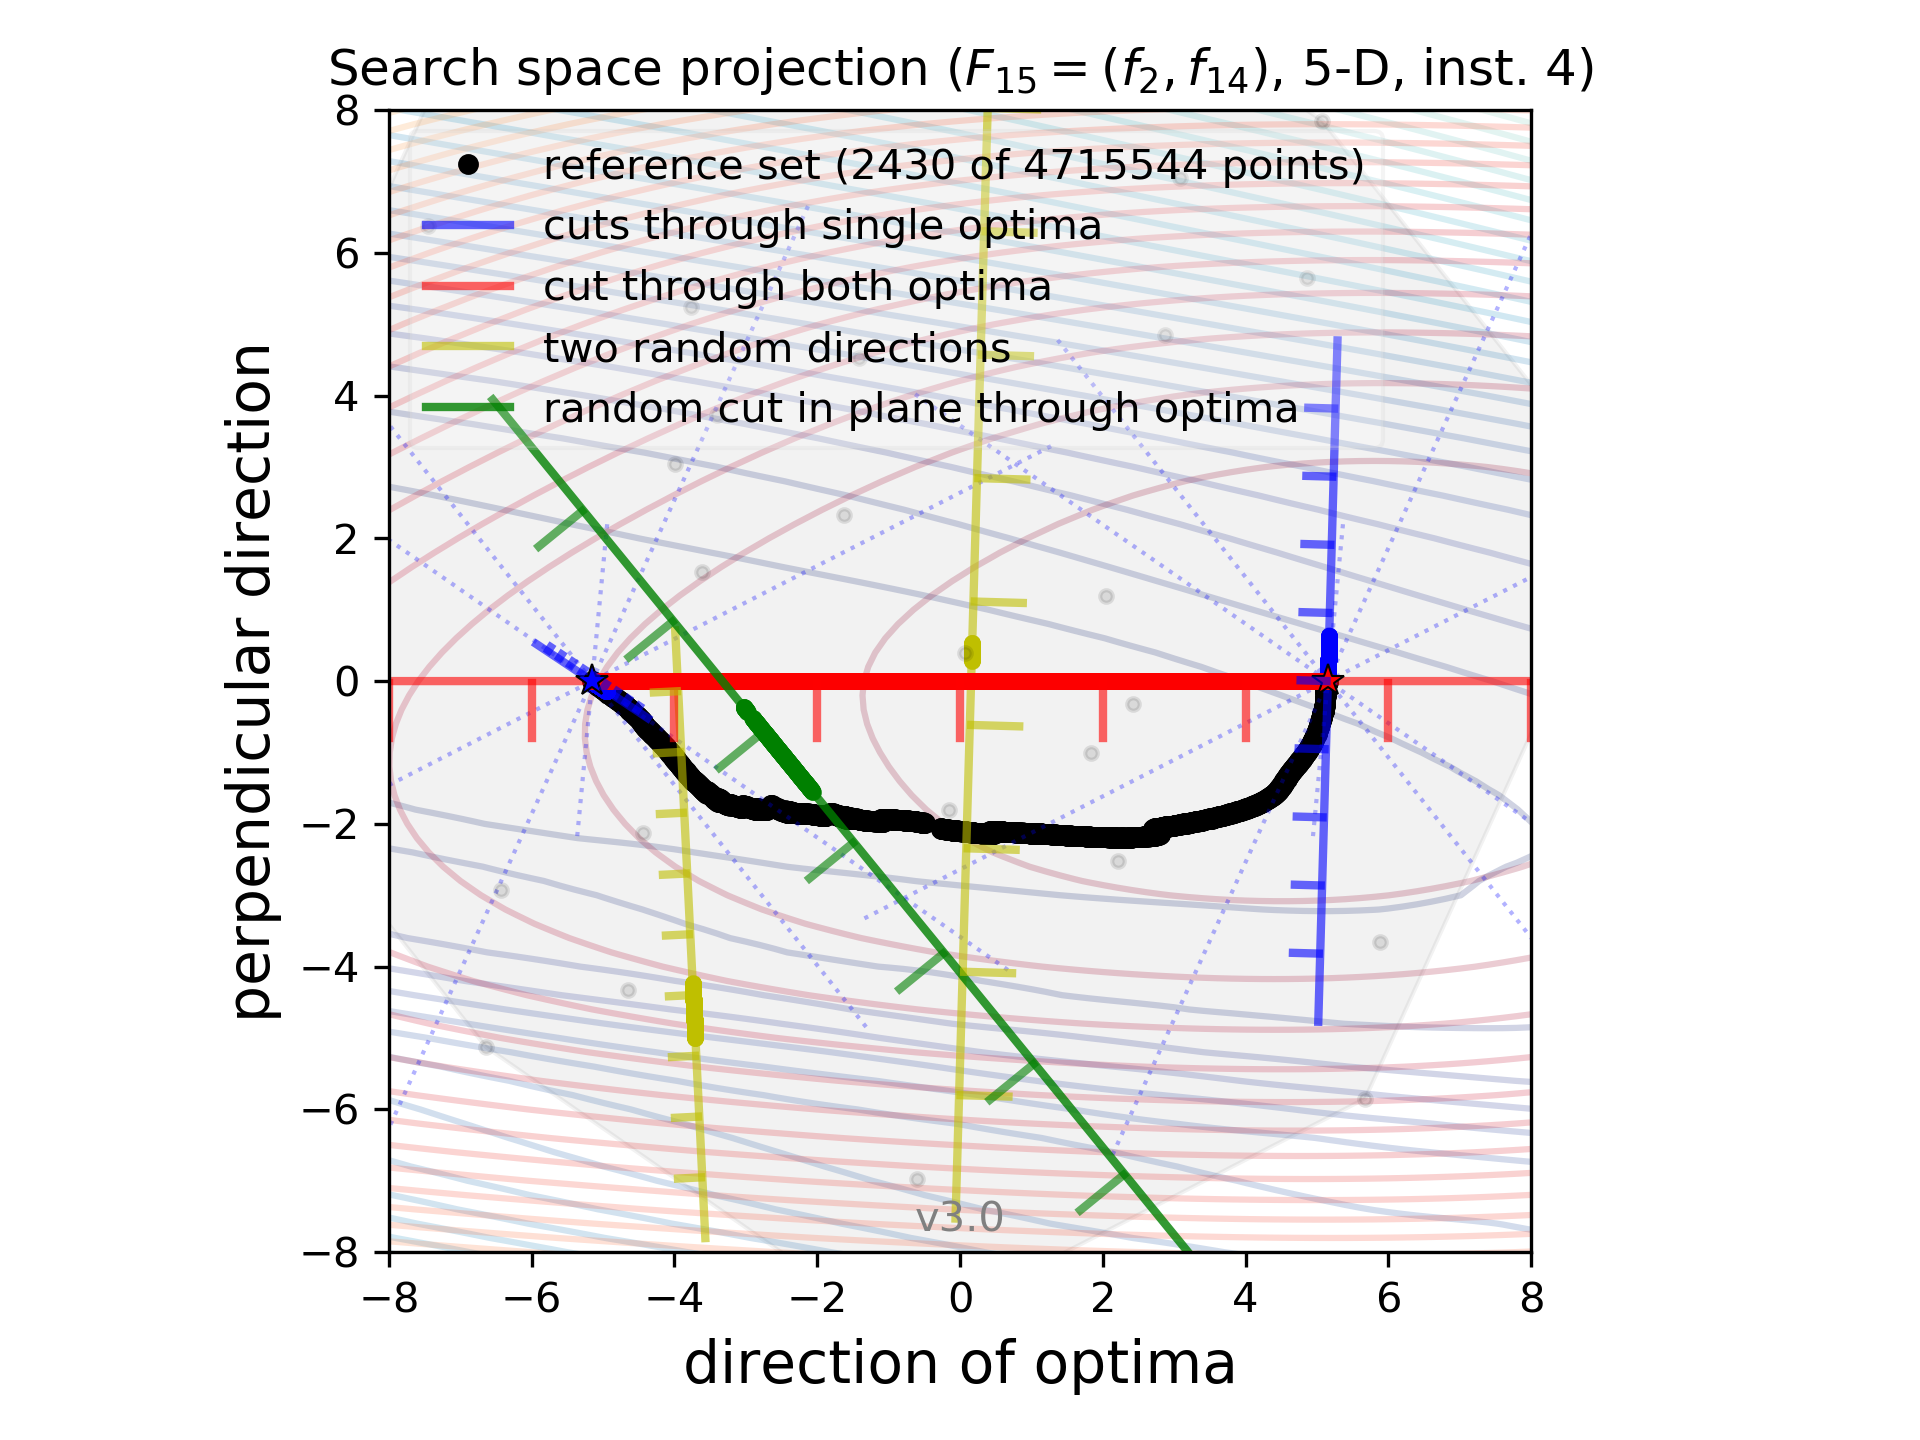 Search space projection (F₁₅ = (f₂, f₁₄), 5-D, inst. 4)
reference set (2430 of 4715544 points)
cuts through single optima
cut through both optima
two random directions
random cut in plane through optima
8
6
4
2
0
−2
−4
−6
−8
perpendicular direction
v3.0
−8 −6 −4 −2 0 2 4 6 8
direction of optima